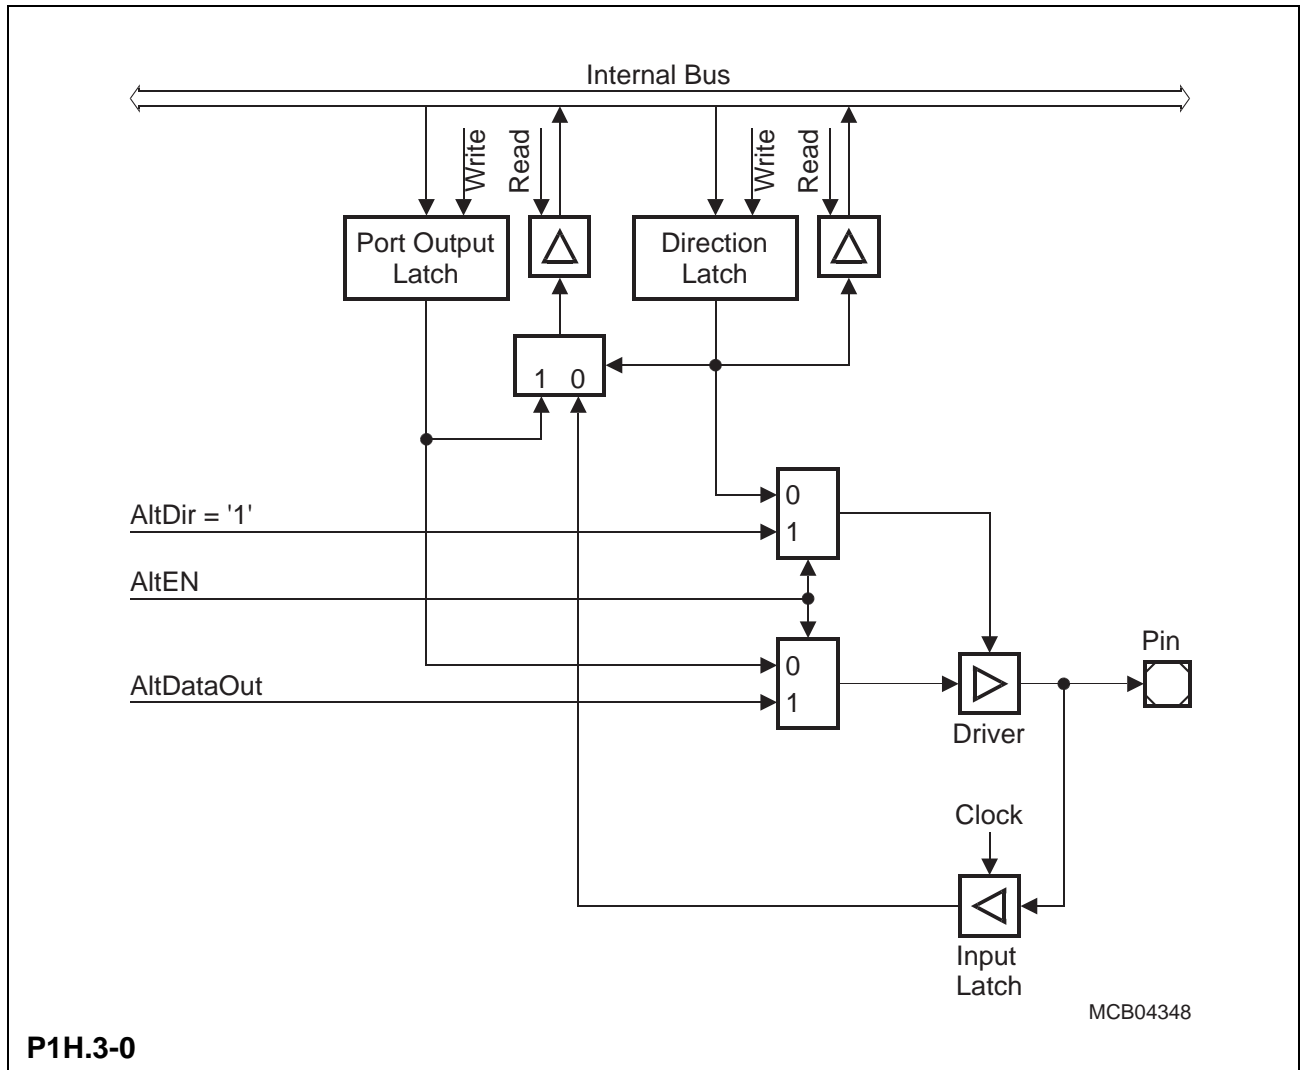 Internal Bus
Write
Read
Write
Read
Port Output
Latch
Direction
Latch
1 0
0
1
AltDir = '1'
AltEN
0
1
AltDataOut
Pin
Driver
Clock
Input
Latch
MCB04348
P1H.3-0